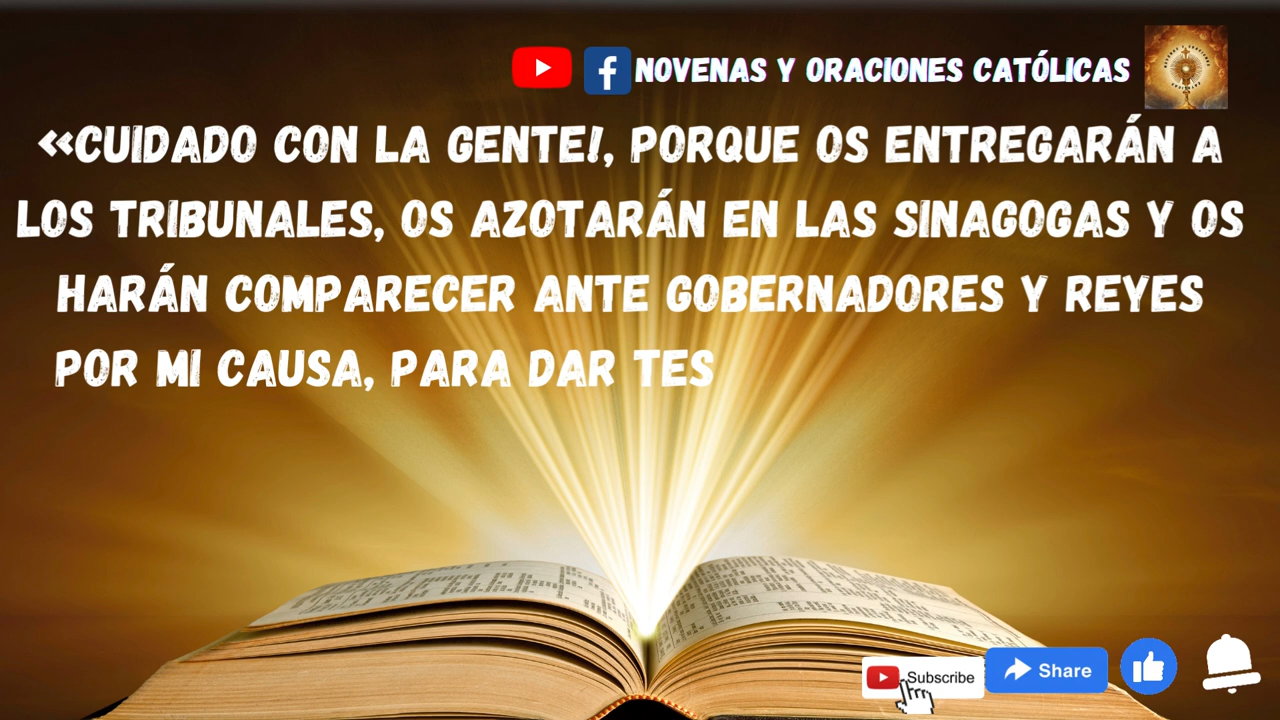 NOVENAS Y ORACIONES CATÓLICAS
«CUIDADO CON LA GENTE!, PORQUE OS ENTREGARÁN A
LOS TRIBUNALES, OS AZOTARÁN EN LAS SINAGOGAS Y OS
HARÁN COMPARECER ANTE GOBERNADORES Y REYES
POR MI CAUSA, PARA DAR TES
Subscribe
Share